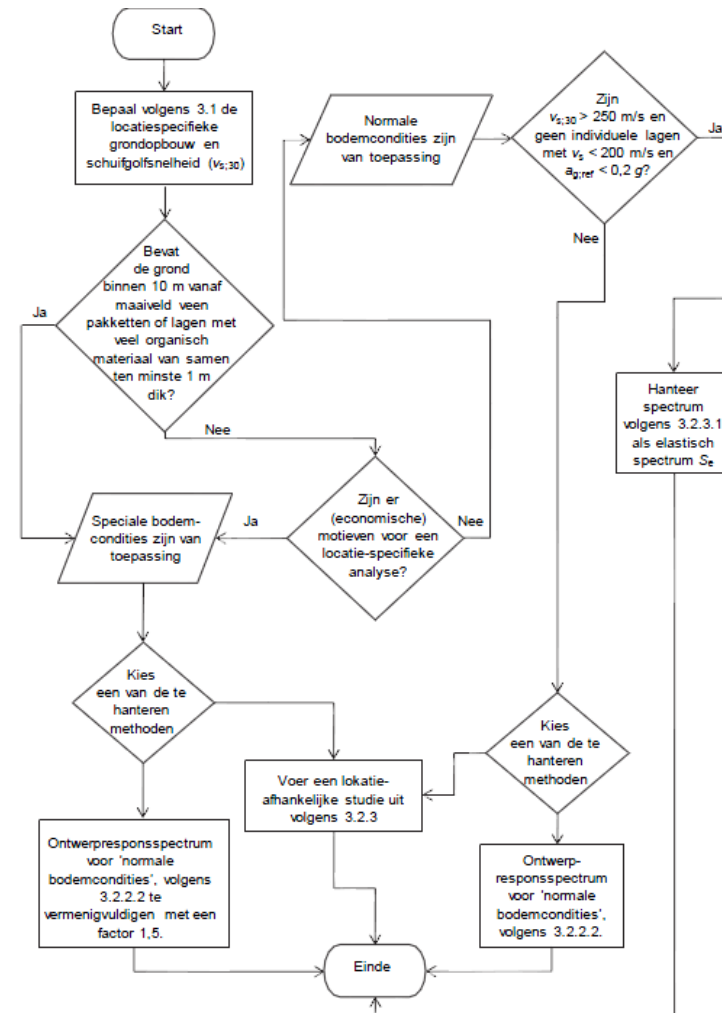 Start
Bepaal volgens 3.1 de
locatiespecifieke
grondopbouw en
schuifgolfsnelheid (vs;30)
Normale
bodemcondities zijn
van toepassing
Zijn
vs;30 > 250 m/s en
geen individuele lagen
met vs < 200 m/s en
ag;ref < 0,2 g?
Ja
Nee
Bevat
de grond
binnen 10 m vanaf
maaiveld veen
pakketten of lagen met
veel organisch
materiaal van samen
ten minste 1 m
dik?
Ja
Nee
Hanteer
spectrum
volgens 3.2.3.1
als elastisch
spectrum Se
Zijn er
(economische)
motieven voor een
locatie-specifieke
analyse?
Ja
Nee
Speciale bodem-
condities zijn van
toepassing
Kies
een van de te
hanteren
methoden
Kies
een van de te
hanteren
methoden
Voer een lokatie-
afhankelijke studie uit
volgens 3.2.3
Ontwerpresponsspectrum
voor 'normale
bodemcondities', volgens
3.2.2.2 te
vermenigvuldigen met een
factor 1,5.
Ontwerp-
responsspectrum
voor 'normale
bodemcondities',
volgens 3.2.2.2.
Einde